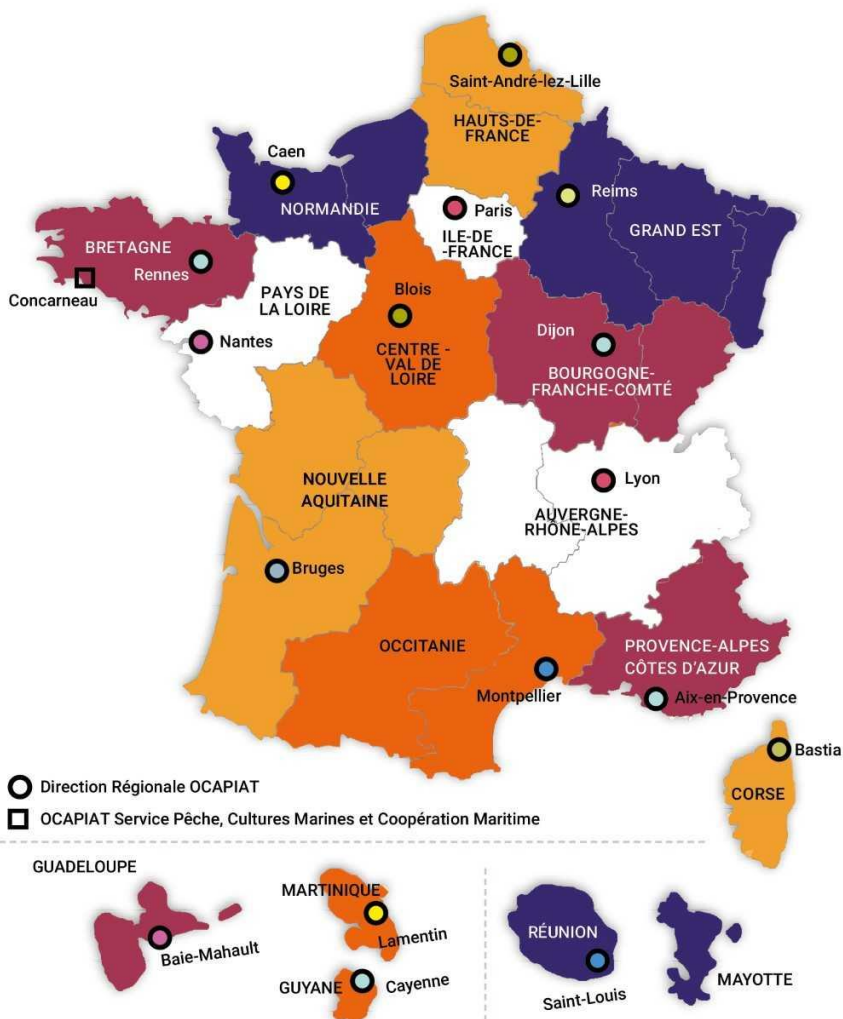 Saint-André-lez-Lille
HAUTS-DE-
FRANCE
Caen
NORMANDIE
Reims
Paris
GRAND EST
ILE-DE
-FRANCE
BRETAGNE
Rennes
Concarneau
PAYS DE
LA LOIRE
Blois
Nantes
Dijon
CENTRE -
VAL DE
LOIRE
BOURGOGNE-
FRANCHE-COMTÉ
NOUVELLE
AQUITAINE
Lyon
AUVERGNE-
RHÔNE-ALPES
Bruges
OCCITANIE
PROVENCE-ALPES
CÔTES D'AZUR
Montpellier
Aix-en-Provence
Bastia
CORSE
Direction Régionale OCAPIAT
OCAPIAT Service Pêche, Cultures Marines et Coopération Maritime
GUADELOUPE
Baie-Mahault
MARTINIQUE
Lamentin
GUYANE
Cayenne
RÉUNION
Saint-Louis
MAYOTTE